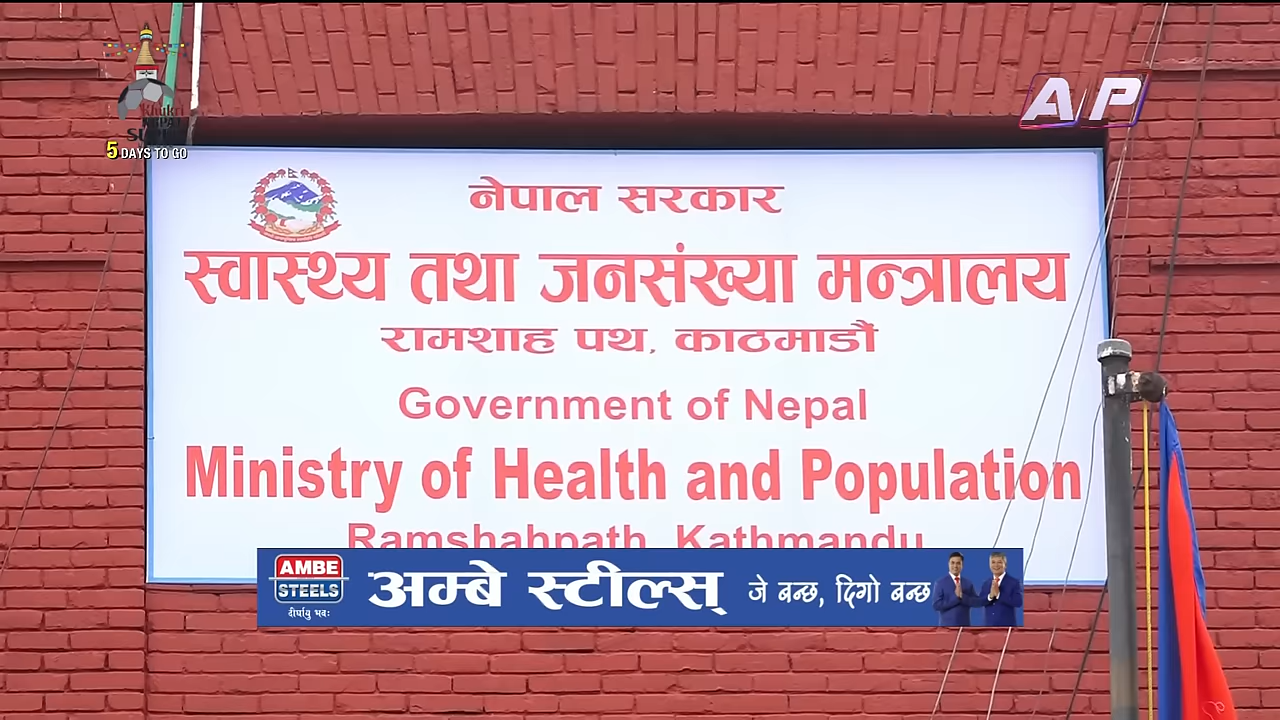 AP
5 DAYS TO GO
नेपाल सरकार
स्वास्थ्य तथा जनसंख्या मन्त्रालय
रामशाह पथ, काठमाडौं
Government of Nepal
Ministry of Health and Population
Ramshahpath, Kathmandu
AMBE
STEELS
दीर्घायु भवः
अम्बे स्टील्स् जे बन्छ, दिगो बन्छ